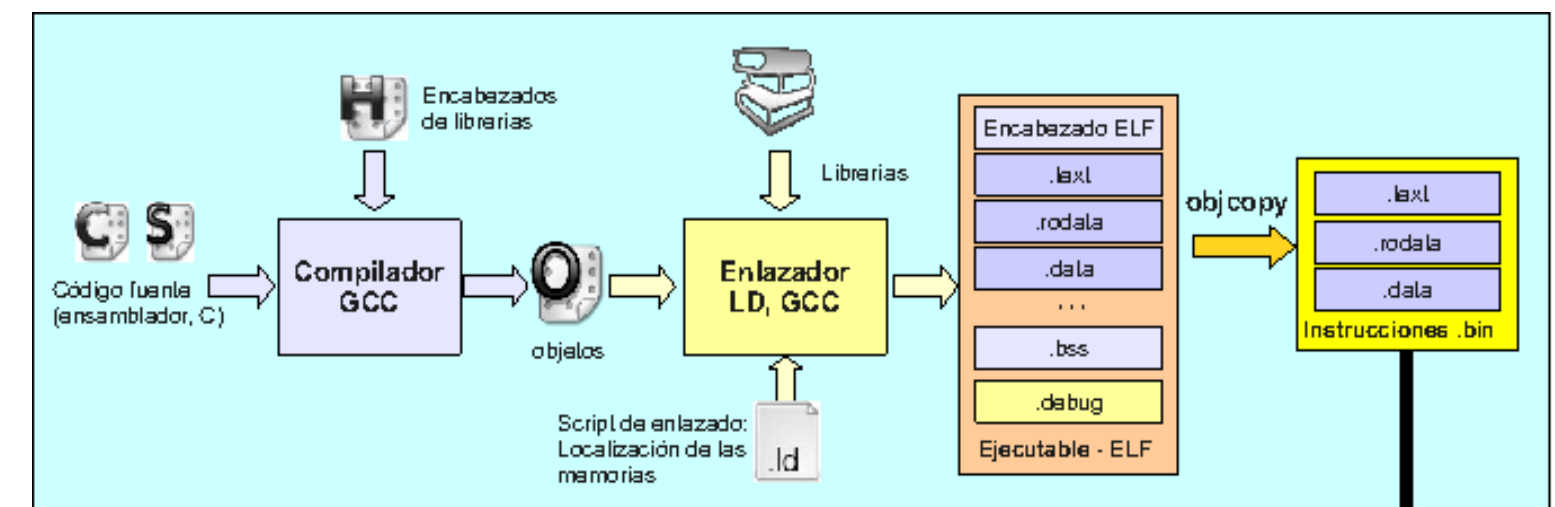 H
Encabezados
de librerias
Librerias
C S
Código fuente
(ensamblador, C)
Compilador
GCC
O
objetos
Enlazador
LD, GCC
Script de enlazado:
Localización de las
memorias
.ld
Encabezado ELF
.text
.rodata
.data
...
.bss
.debug
Ejecutable - ELF
objcopy
.text
.rodata
.data
Instrucciones .bin